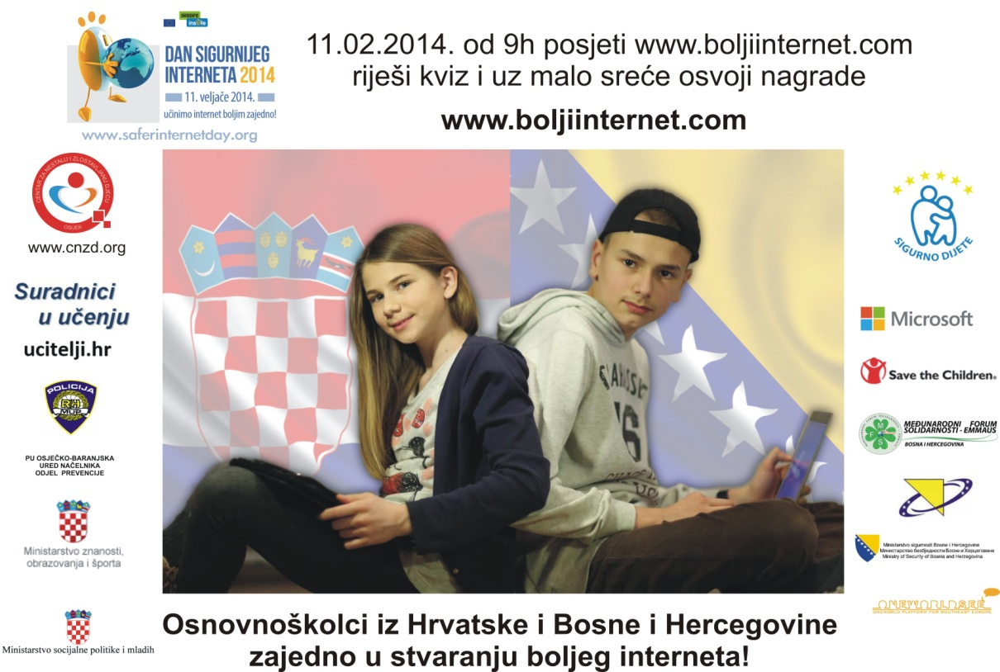 INHOPE
insafe
DAN SIGURNIJEG
INTERNETA 2014
11. veljače 2014.
učinimo internet boljim zajedno!
www.saferinternetday.org
11.02.2014. od 9h posjeti www.boljiinternet.com
riješi kviz i uz malo sreće osvoji nagrade
www.boljiinternet.com
CENTAR ZA NESTALU I ZLOSTAVLJANU DJECU
OSIJEK
www.cnzd.org
Suradnici
u učenju
ucitelji.hr
POLICIJA
RH
MUP
PU OSJEČKO-BARANJSKA
URED NAČELNIKA
ODJEL PREVENCIJE
Ministarstvo znanosti,
obrazovanja i športa
Ministarstvo socijalne politike i mladih
SIGURNO DIJETE
Microsoft
Save the Children®
MFS
MEĐUNARODNI FORUM
SOLIDARNOSTI - EMMAUS
BOSNA I HERCEGOVINA
Ministarstvo sigurnosti Bosne i Hercegovine
Министарство безбједности Босне и Херцеговине
Ministry of Security of Bosnia and Herzegovina
ONEWORLDSEE
ONEWORLD PLATFORM FOR SOUTHEAST EUROPE
Osnovnoškolci iz Hrvatske i Bosne i Hercegovine
zajedno u stvaranju boljeg interneta!